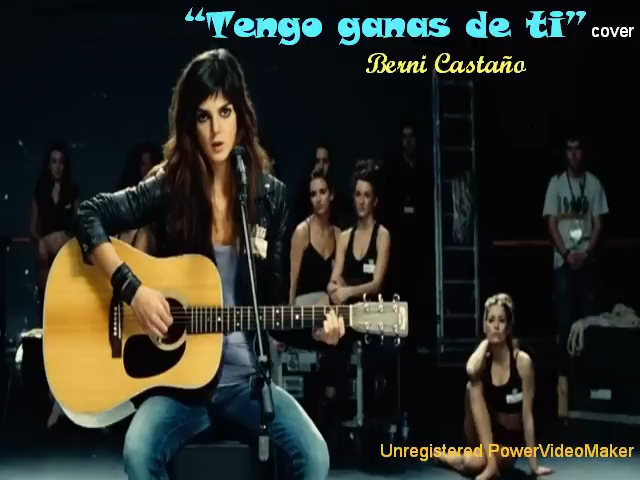 “Tengo ganas de ti” cover
Berni Castaño
Unregistered PowerVideoMaker